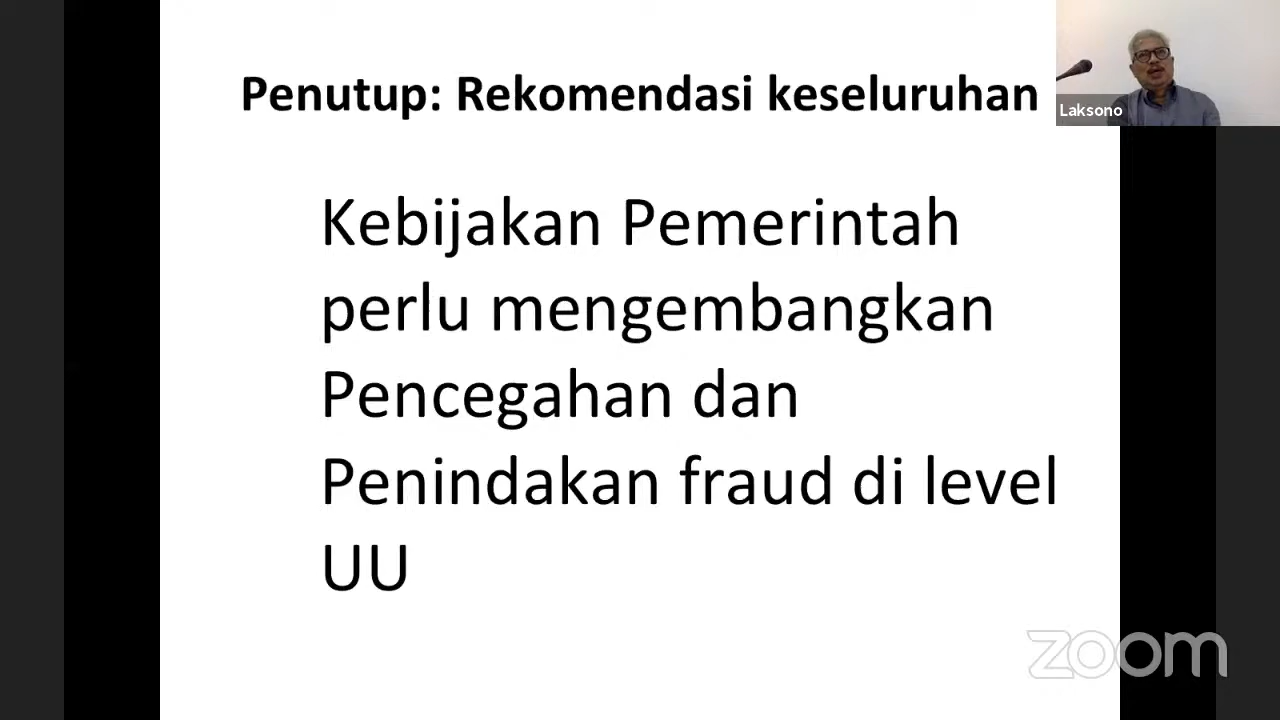 Penutup: Rekomendasi keseluruhan
Laksono
Kebijakan Pemerintah
perlu mengembangkan
Pencegahan dan
Penindakan fraud di level
UU
zoom